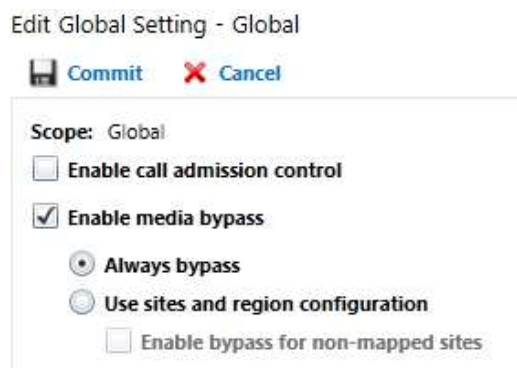 Edit Global Setting - Global
Commit Cancel
Scope: Global
Enable call admission control
Enable media bypass
Always bypass
Use sites and region configuration
Enable bypass for non-mapped sites